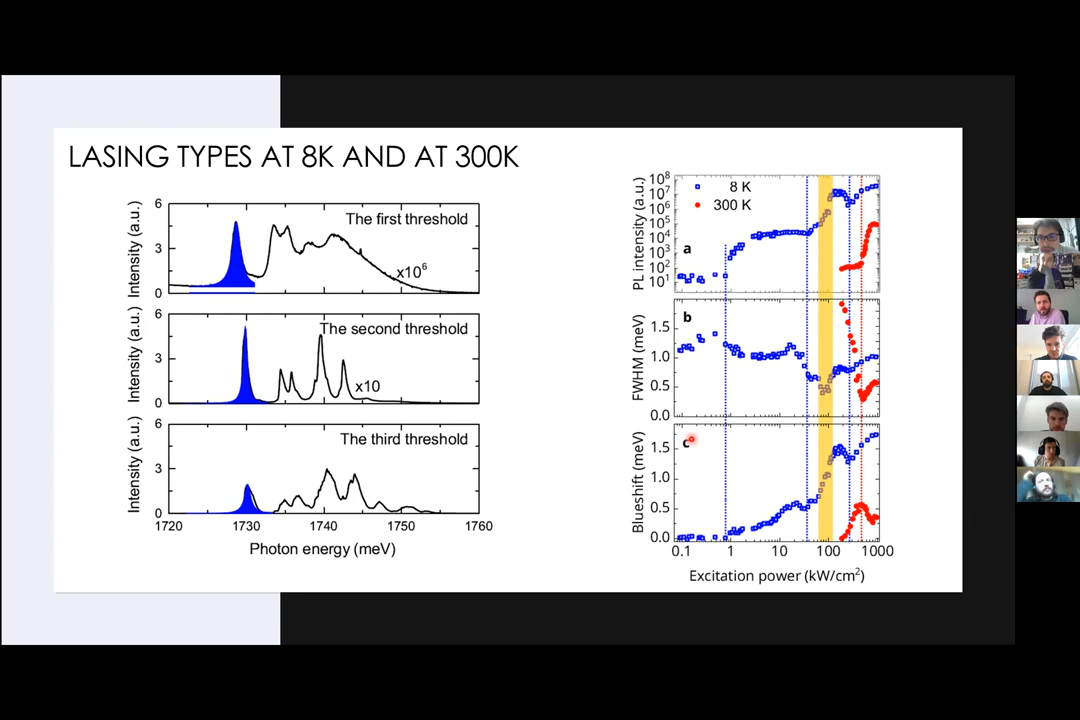 LASING TYPES AT 8K AND AT 300K
Intensity (a.u.)
6
3
0
The first threshold
x10⁶
Intensity (a.u.)
6
3
0
The second threshold
x10
Intensity (a.u.)
6
3
0
The third threshold
1720 1730 1740 1750 1760
Photon energy (meV)
PL intensity (a.u.)
10⁸
10⁷
10⁶
10⁵
10⁴
10³
10²
10¹
8 K
300 K
a
FWHM (meV)
1.5
1.0
0.5
0.0
b
Blueshift (meV)
1.5
1.0
0.5
0.0
c
0.1 1 10 100 1000
Excitation power (kW/cm²)